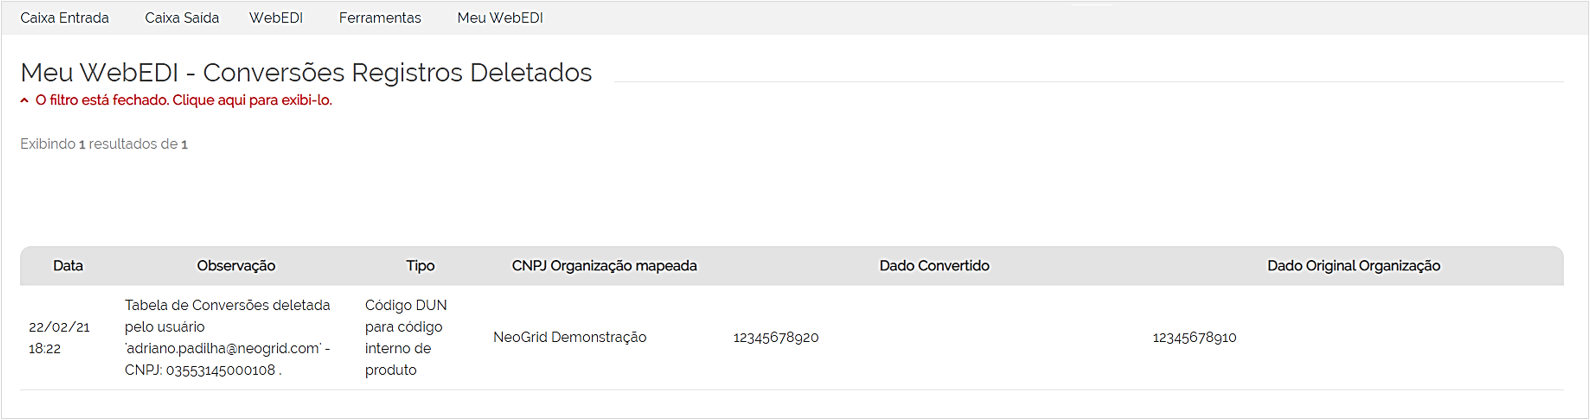 Caixa Entrada Caixa Saída WebEDI Ferramentas Meu WebEDI
Meu WebEDI - Conversões Registros Deletados
O filtro está fechado. Clique aqui para exibi-lo.
Exibindo 1 resultados de 1
Data Observação Tipo CNPJ Organização mapeada Dado Convertido Dado Original Organização
22/02/21
18:22
Tabela de Conversões deletada
pelo usuário
'adriano.padilha@neogrid.com' -
CNPJ: 03553145000108 .
Código DUN
para código
interno de
produto
NeoGrid Demonstração
12345678920
12345678910